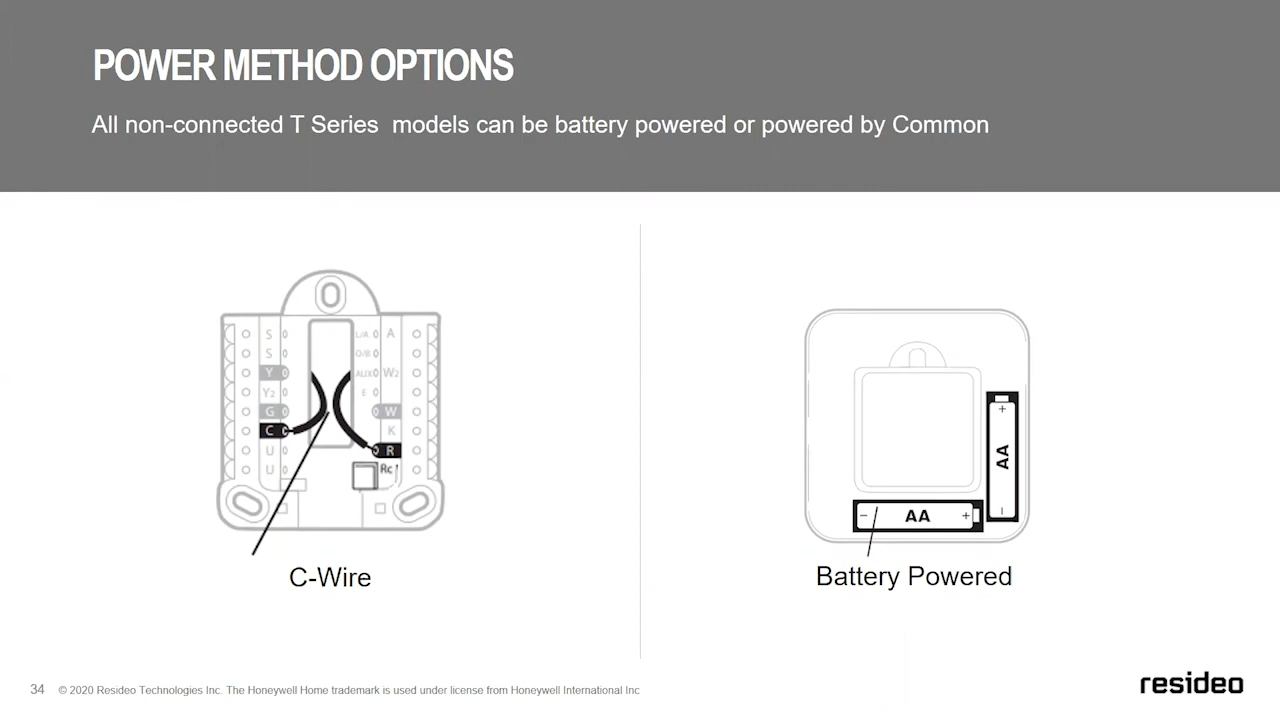 POWER METHOD OPTIONS
All non-connected T Series models can be battery powered or powered by Common
S
S
Y
Y2
G
C
U
U
L/A
O/B
AUX
E
A
W2
W
K
R
Rc
C-Wire
+
AA
−
− AA +
Battery Powered
34 © 2020 Resideo Technologies Inc. The Honeywell Home trademark is used under license from Honeywell International Inc
resideo